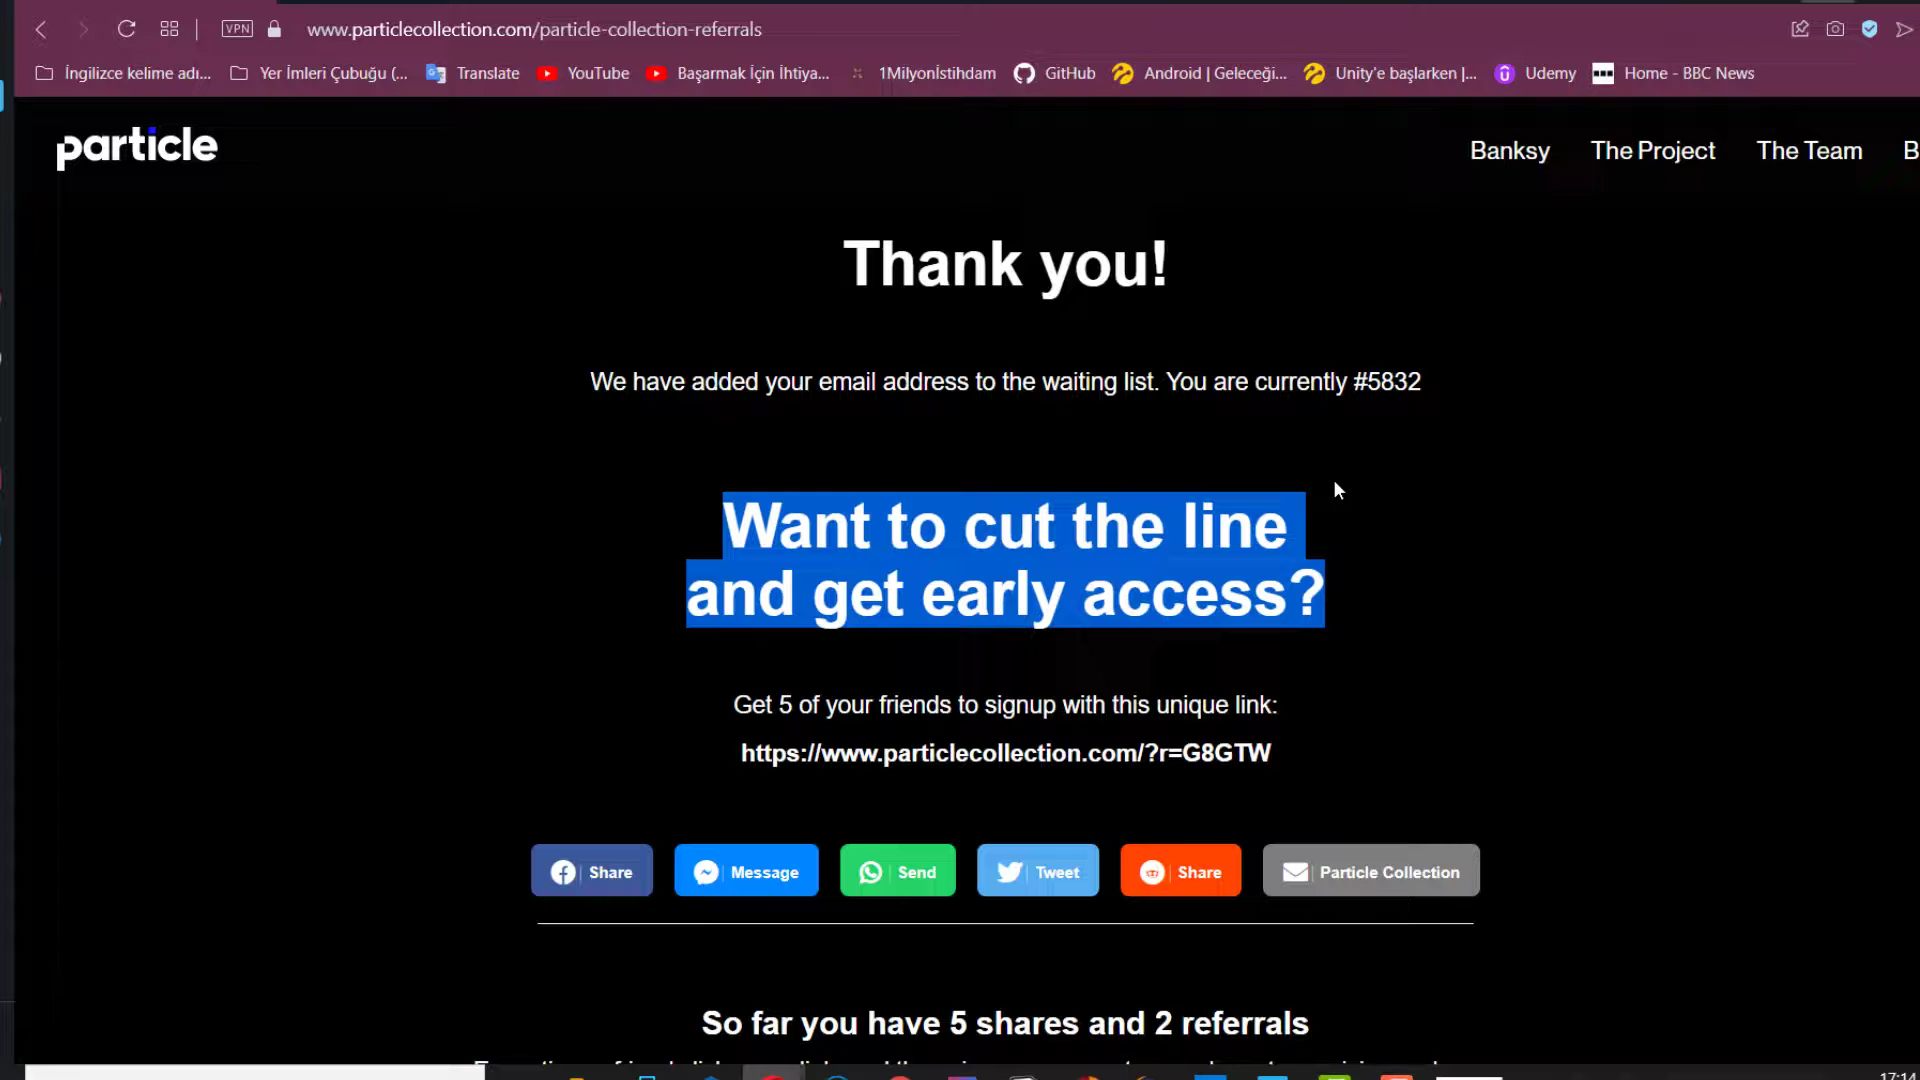 VPN
www.particlecollection.com/particle-collection-referrals
İngilizce kelime adı...
Yer İmleri Çubuğu (...
Translate
YouTube
Başarmak İçin İhtiya...
1Milyonİstihdam
GitHub
Android | Geleceği...
Unity'e başlarken |...
Udemy
Home - BBC News
particle
Banksy
The Project
The Team
B
Thank you!
We have added your email address to the waiting list. You are currently #5832
Want to cut the line
and get early access?
Get 5 of your friends to signup with this unique link:
https://www.particlecollection.com/?r=G8GTW
Share
Message
Send
Tweet
Share
Particle Collection
So far you have 5 shares and 2 referrals
17:14